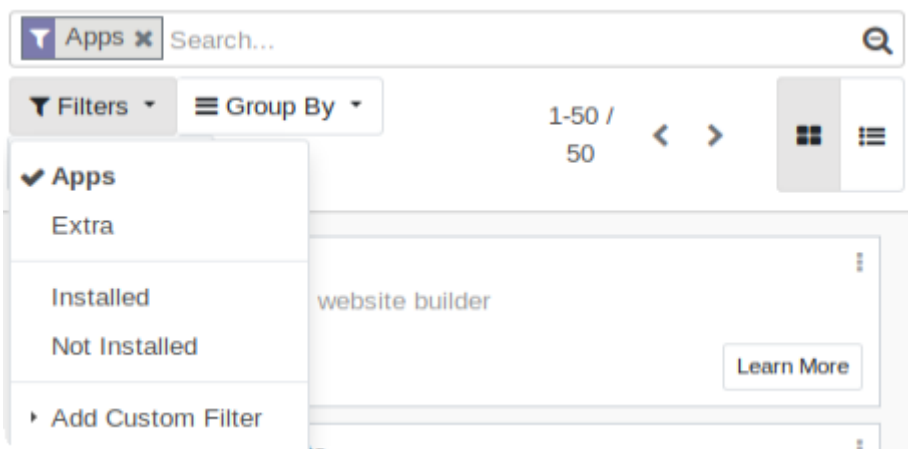 Apps Search...
Filters Group By
1-50 /
50
Apps
Extra
Installed
Not Installed
Add Custom Filter
website builder
Learn More